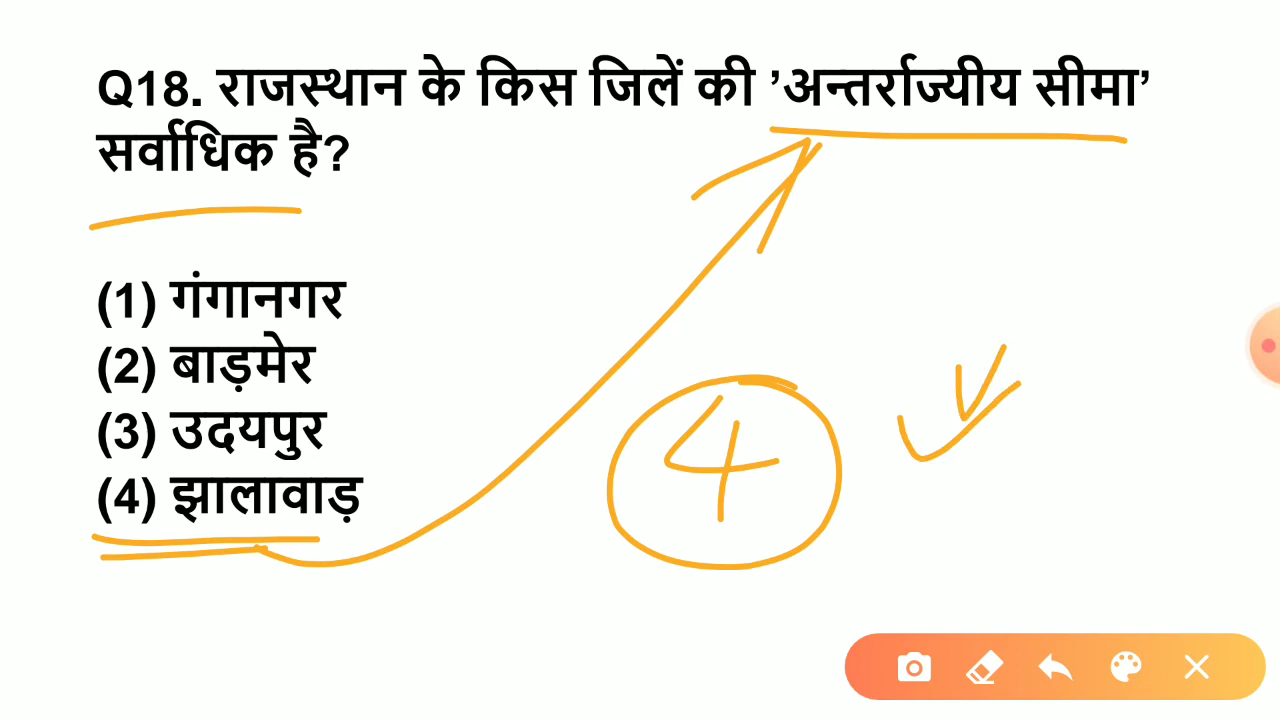 Q18. राजस्थान के किस जिलें की ’अन्तर्राज्यीय सीमा’
सर्वाधिक है?
(1) गंगानगर
(2) बाड़मेर
(3) उदयपुर
(4) झालावाड़
4